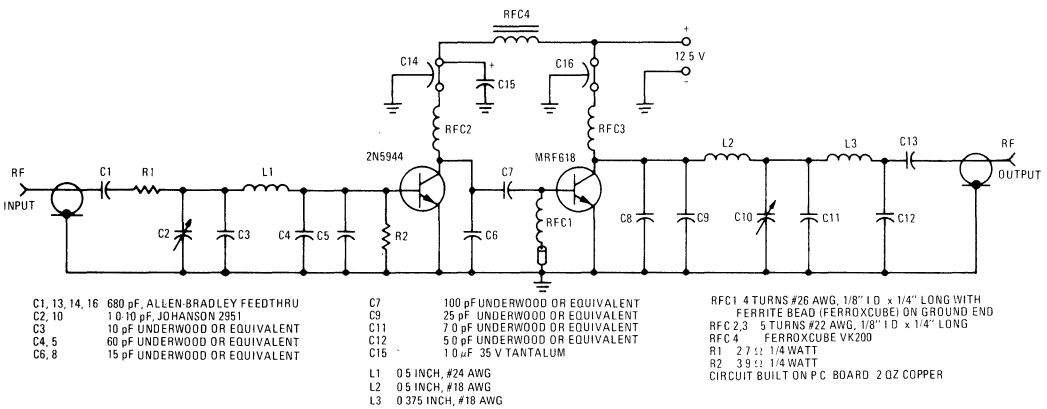 RFC4
+
12 5 V
-
C14
+
C15
C16
RFC2
RFC3
2N5944
MRF618
RF
INPUT
C1
R1
L1
C7
L2
L3
C13
RF
OUTPUT
C2
C3
C4
C5
R2
C6
RFC1
C8
C9
C10
C11
C12
C1, 13, 14, 16 680 pF, ALLEN-BRADLEY FEEDTHRU
C2, 10 1 0-10 pF, JOHANSON 2951
C3 10 pF UNDERWOOD OR EQUIVALENT
C4, 5 60 pF UNDERWOOD OR EQUIVALENT
C6, 8 15 pF UNDERWOOD OR EQUIVALENT
C7 100 pF UNDERWOOD OR EQUIVALENT
C9 25 pF UNDERWOOD OR EQUIVALENT
C11 7 0 pF UNDERWOOD OR EQUIVALENT
C12 5 0 pF UNDERWOOD OR EQUIVALENT
C15 1 0 µF 35 V TANTALUM
L1 0 5 INCH, #24 AWG
L2 0 5 INCH, #18 AWG
L3 0 375 INCH, #18 AWG
RFC1 4 TURNS #26 AWG, 1/8" I D x 1/4" LONG WITH
FERRITE BEAD (FERROXCUBE) ON GROUND END
RFC 2,3 5 TURNS #22 AWG, 1/8" I D x 1/4" LONG
RFC 4 FERROXCUBE VK200
R1 2 7 Ω 1/4 WATT
R2 3 9 Ω 1/4 WATT
CIRCUIT BUILT ON P C BOARD 2 OZ COPPER